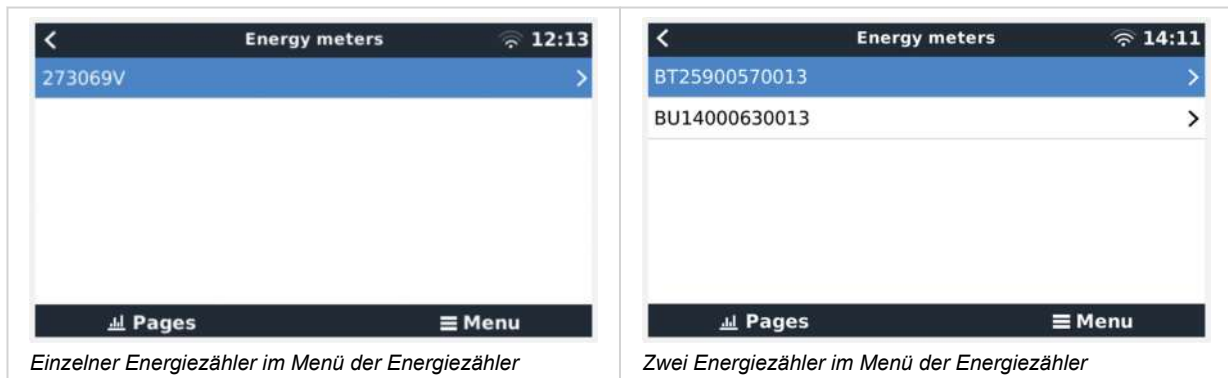 Energy meters 12:13
273069V
Pages Menu
Einzelner Energiezähler im Menü der Energiezähler
Energy meters 14:11
BT25900570013
BU14000630013
Pages Menu
Zwei Energiezähler im Menü der Energiezähler